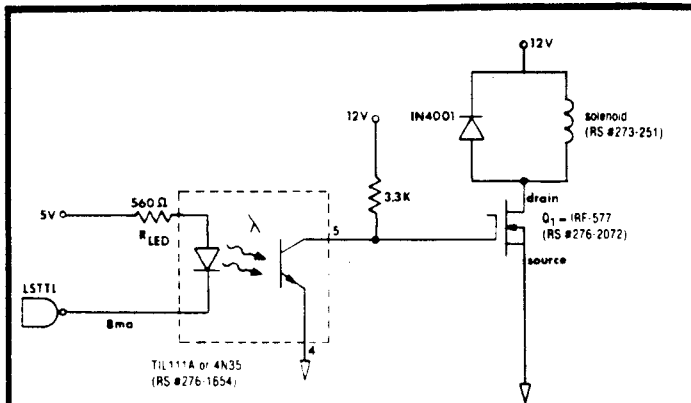 12V
IN4001
solenoid
(RS #273-251)
12V
3.3K
drain
Q1 = IRF-577
(RS #276-2072)
source
560Ω
5V
RLED
λ
5
LSTTL
8ma
4
TIL111A or 4N35
(RS #276-1654)